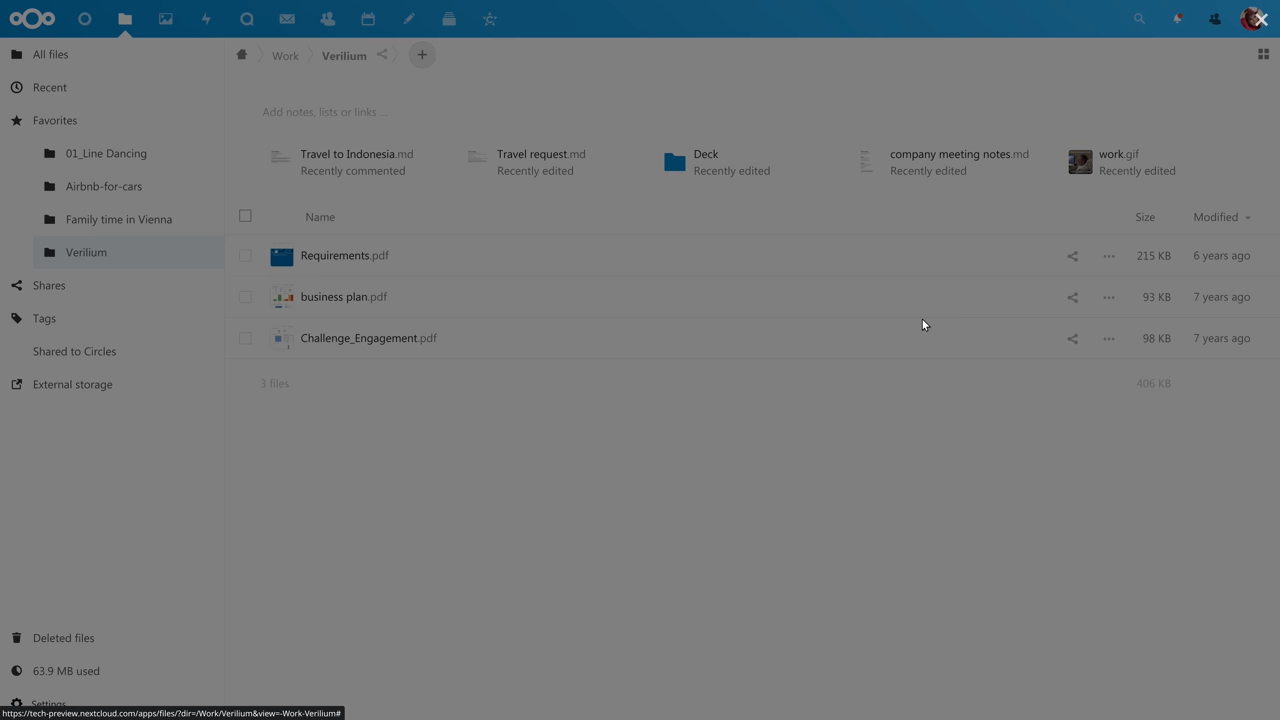 All files
Recent
Favorites
01_Line Dancing
Airbnb-for-cars
Family time in Vienna
Verilium
Shares
Tags
Shared to Circles
External storage
Deleted files
63.9 MB used
Settings
Work Verilium +
Add notes, lists or links ...
Travel to Indonesia.md
Recently commented
Travel request.md
Recently edited
Deck
Recently edited
company meeting notes.md
Recently edited
work.gif
Recently edited
Name Size Modified
Requirements.pdf 215 KB 6 years ago
business plan.pdf 93 KB 7 years ago
Challenge_Engagement.pdf 98 KB 7 years ago
3 files 406 KB
https://tech-preview.nextcloud.com/apps/files/?dir=/Work/Verilium&view=-Work-Verilium#